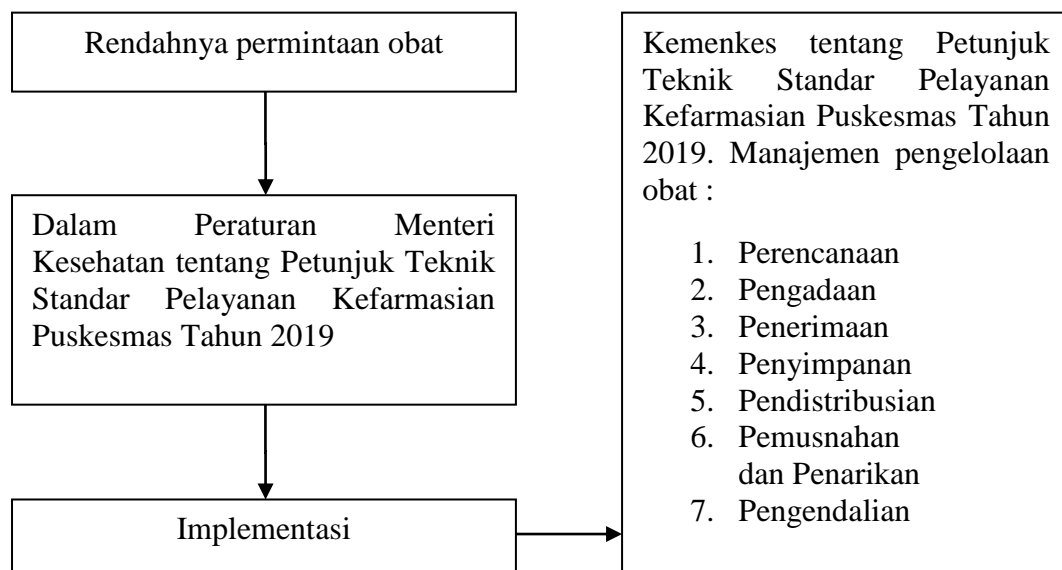 Rendahnya permintaan obat
Dalam Peraturan Menteri
Kesehatan tentang Petunjuk Teknik
Standar Pelayanan Kefarmasian
Puskesmas Tahun 2019
Implementasi
Kemenkes tentang Petunjuk
Teknik Standar Pelayanan
Kefarmasian Puskesmas Tahun
2019. Manajemen pengelolaan
obat :
1. Perencanaan
2. Pengadaan
3. Penerimaan
4. Penyimpanan
5. Pendistribusian
6. Pemusnahan
dan Penarikan
7. Pengendalian